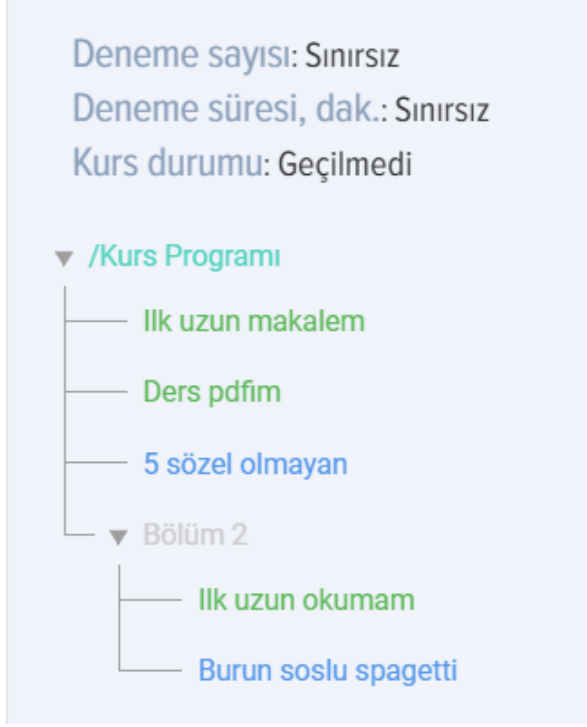 Deneme sayısı: Sınırsız
Deneme süresi, dak.: Sınırsız
Kurs durumu: Geçilmedi
/Kurs Programı
Ilk uzun makalem
Ders pdfim
5 sözel olmayan
Bölüm 2
Ilk uzun okumam
Burun soslu spagetti